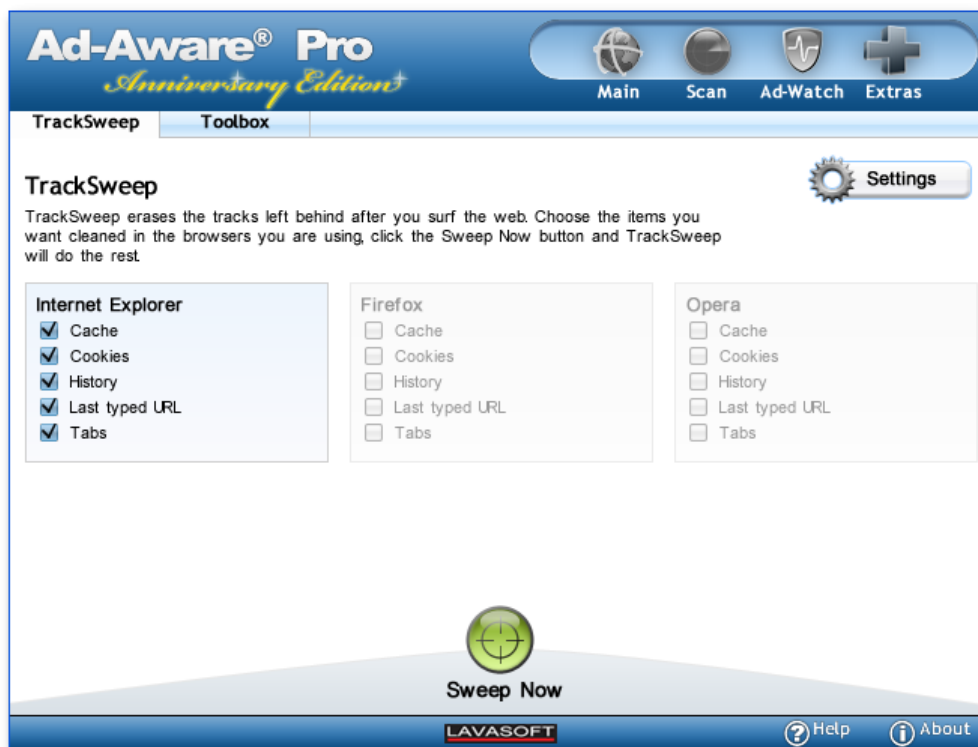 Ad-Aware® Pro
Anniversary Edition
Main Scan Ad-Watch Extras
TrackSweep Toolbox
TrackSweep
Settings
TrackSweep erases the tracks left behind after you surf the web. Choose the items you
want cleaned in the browsers you are using, click the Sweep Now button and TrackSweep
will do the rest.
Internet Explorer
Cache
Cookies
History
Last typed URL
Tabs
Firefox
Cache
Cookies
History
Last typed URL
Tabs
Opera
Cache
Cookies
History
Last typed URL
Tabs
Sweep Now
LAVASOFT
Help
About